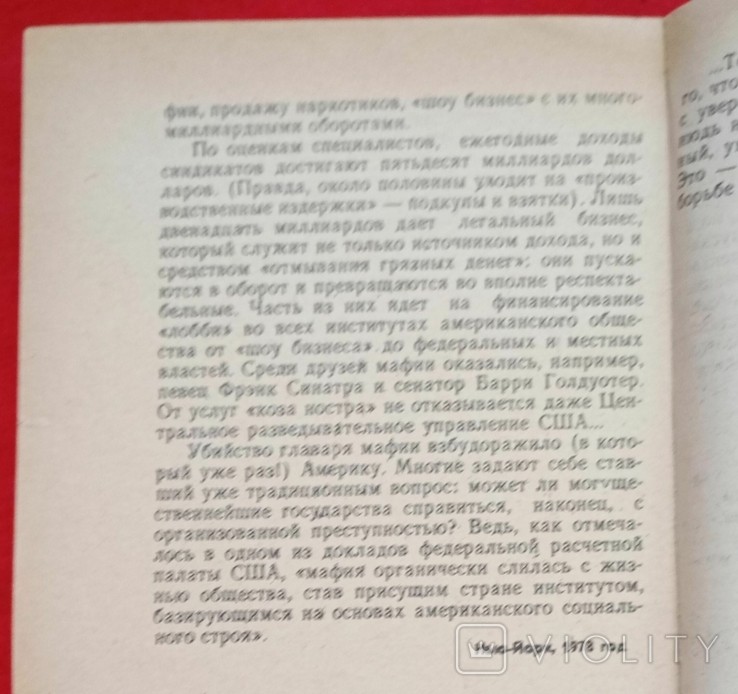 фии, продажу наркотиков, «шоу бизнес» с их много-
миллиардными оборотами.
По оценкам специалистов, ежегодные доходы
синдикатов достигают пятьдесят миллиардов дол-
ларов. (Правда, около половины уходит на «произ-
водственные издержки» — подкупы и взятки). Лишь
двенадцать миллиардов дает легальный бизнес,
который служит не только источником дохода, но и
средством «отмывания грязных денег»: они пуска-
ются в оборот и превращаются во вполне респекта-
бельные. Часть из них идет на финансирование
«лобби» во всех институтах американского обще-
ства от «шоу бизнеса» до федеральных и местных
властей. Среди друзей мафии оказались, например,
певец Фрэнк Синатра и сенатор Барри Голдуотер.
От услуг «коза ностра» не отказывается даже Цен-
тральное разведывательное управление США...
Убийство главаря мафии взбудоражило (в кото-
рый уже раз!) Америку. Многие задают себе став-
ший уже традиционным вопрос: может ли могуще-
ственнейшие государства справиться, наконец, с
организованной преступностью? Ведь, как отмеча-
лось в одном из докладов федеральной расчетной
палаты США, «мафия органически слилась с жиз-
нью общества, став присущим стране институтом,
базирующимся на основах американского социаль-
ного строя».
Нью-Йорк, 1978 год.
го, что
с увер
ный, у
Это —
борьбе
VIOLITY